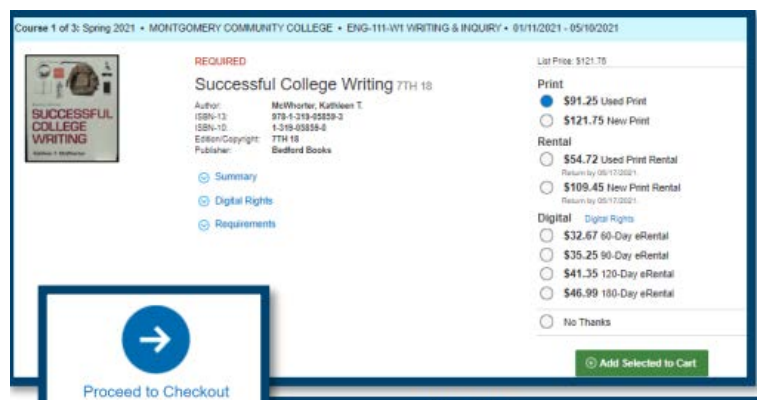 Course 1 of 3: Spring 2021 • MONTGOMERY COMMUNITY COLLEGE • ENG-111-W1 WRITING & INQUIRY • 01/11/2021 - 05/10/2021
SUCCESSFUL
COLLEGE
WRITING
REQUIRED
Successful College Writing 7TH 18
Author: McWhorter, Kathleen T.
ISBN-13: 978-1-319-05859-3
ISBN-10: 1-319-05859-8
Edition/Copyright: 7TH 18
Publisher: Bedford Books
Summary
Digital Rights
Requirements
List Price: $121.75
Print
$91.25 Used Print
$121.75 New Print
Rental
$54.72 Used Print Rental
Return by 05/17/2021
$109.45 New Print Rental
Return by 05/17/2021
Digital Digital Rights
$32.67 60-Day eRental
$35.25 90-Day eRental
$41.35 120-Day eRental
$46.99 180-Day eRental
No Thanks
Add Selected to Cart
Proceed to Checkout